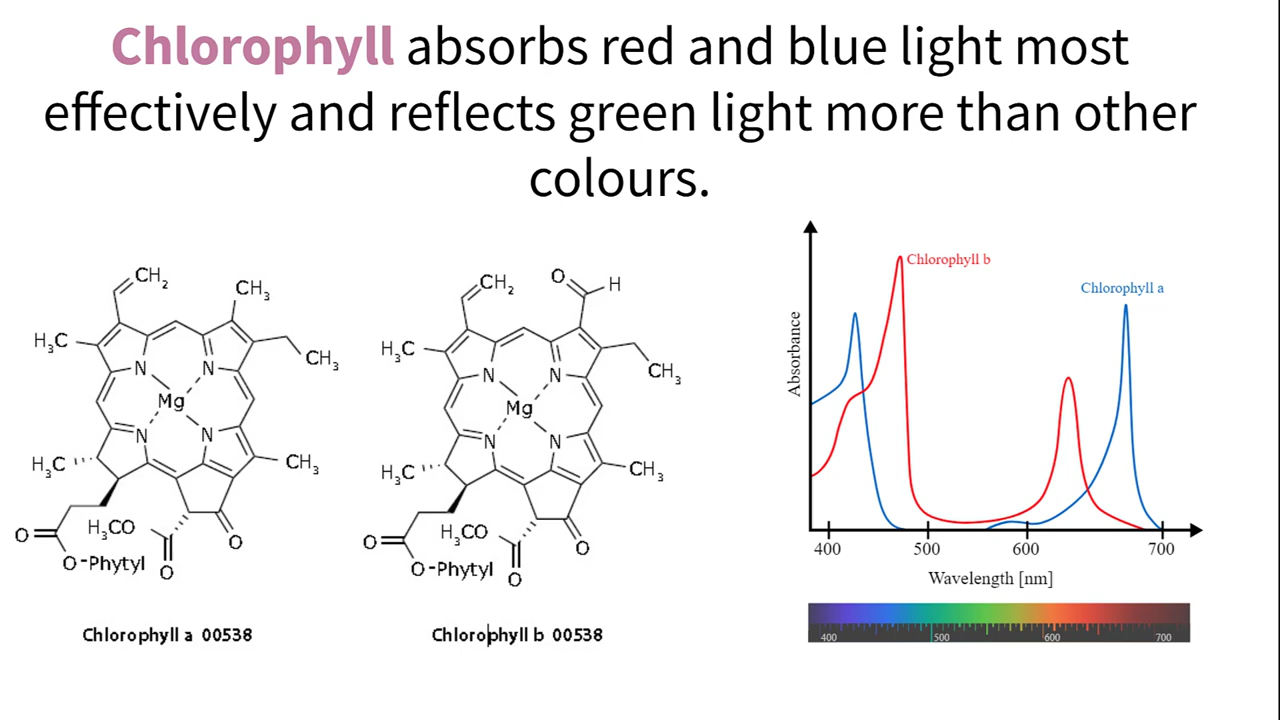 Chlorophyll absorbs red and blue light most
effectively and reflects green light more than other
colours.
CH2
CH3
H3C
CH3
N
N
Mg
N
N
H3C
CH3
H3CO
O
O
O-Phytyl
O
Chlorophyll a 00538
CH2
O
H
H3C
CH3
N
N
Mg
N
N
H3C
CH3
H3CO
O
O
O-Phytyl
O
Chlorophyll b 00538
Chlorophyll b
Chlorophyll a
Absorbance
400 500 600 700
Wavelength [nm]
400 500 600 700